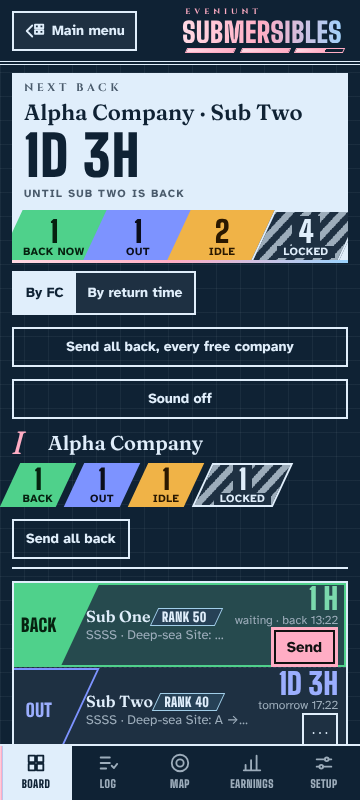 Main menu
EVENIUNT
SUBMERSIBLES
NEXT BACK
Alpha Company · Sub Two
1D 3H
UNTIL SUB TWO IS BACK
1 BACK NOW
1 OUT
2 IDLE
4 LOCKED
By FC
By return time
Send all back, every free company
Sound off
I Alpha Company
1 BACK
1 OUT
1 IDLE
1 LOCKED
Send all back
BACK
Sub One RANK 50
SSSS · Deep-sea Site: ...
1 H
waiting · back 13:22
Send
OUT
Sub Two RANK 40
SSSS · Deep-sea Site: A →...
1D 3H
tomorrow 17:22
...
BOARD
LOG
MAP
EARNINGS
SETUP